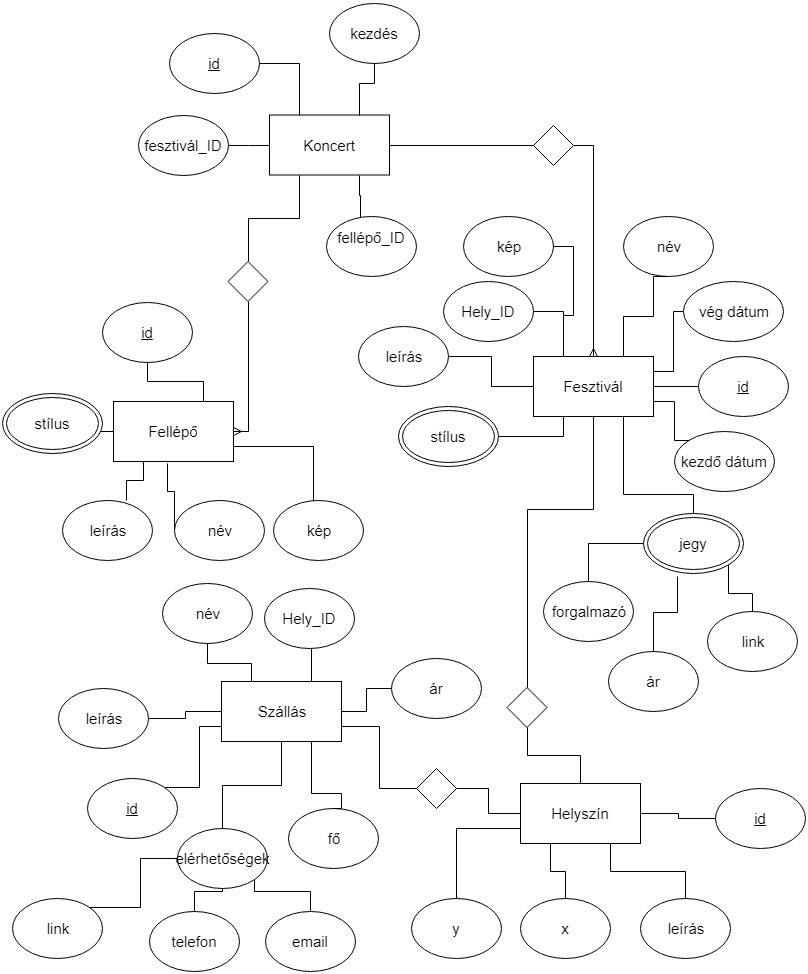 kezdés
id
fesztivál_ID
Koncert
fellépő_ID
kép
név
id
Hely_ID
vég dátum
leírás
Fesztivál
id
stílus
Fellépő
stílus
kezdő dátum
leírás
név
kép
jegy
forgalmazó
név
Hely_ID
link
ár
ár
leírás
Szállás
id
fő
Helyszín
id
elérhetőségek
link
telefon
email
y
x
leírás